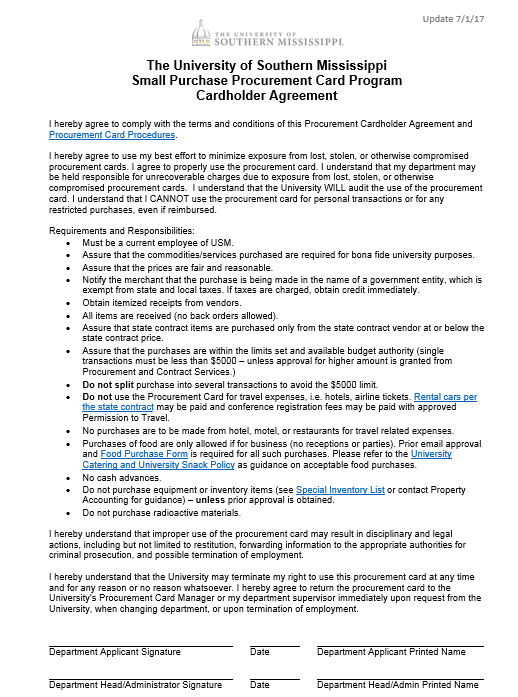 Update 7/1/17
THE UNIVERSITY OF
SOUTHERN MISSISSIPPI
The University of Southern Mississippi
Small Purchase Procurement Card Program
Cardholder Agreement
I hereby agree to comply with the terms and conditions of this Procurement Cardholder Agreement and
Procurement Card Procedures.
I hereby agree to use my best effort to minimize exposure from lost, stolen, or otherwise compromised
procurement cards. I agree to properly use the procurement card. I understand that my department may
be held responsible for unrecoverable charges due to exposure from lost, stolen, or otherwise
compromised procurement cards. I understand that the University WILL audit the use of the procurement
card. I understand that I CANNOT use the procurement card for personal transactions or for any
restricted purchases, even if reimbursed.
Requirements and Responsibilities:
• Must be a current employee of USM.
• Assure that the commodities/services purchased are required for bona fide university purposes.
• Assure that the prices are fair and reasonable.
• Notify the merchant that the purchase is being made in the name of a government entity, which is
exempt from state and local taxes. If taxes are charged, obtain credit immediately.
• Obtain itemized receipts from vendors.
• All items are received (no back orders allowed).
• Assure that state contract items are purchased only from the state contract vendor at or below the
state contract price.
• Assure that the purchases are within the limits set and available budget authority (single
transactions must be less than $5000 – unless approval for higher amount is granted from
Procurement and Contract Services.)
• Do not split purchase into several transactions to avoid the $5000 limit.
• Do not use the Procurement Card for travel expenses, i.e. hotels, airline tickets. Rental cars per
the state contract may be paid and conference registration fees may be paid with approved
Permission to Travel.
• No purchases are to be made from hotel, motel, or restaurants for travel related expenses.
• Purchases of food are only allowed if for business (no receptions or parties). Prior email approval
and Food Purchase Form is required for all such purchases. Please refer to the University
Catering and University Snack Policy as guidance on acceptable food purchases.
• No cash advances.
• Do not purchase equipment or inventory items (see Special Inventory List or contact Property
Accounting for guidance) – unless prior approval is obtained.
• Do not purchase radioactive materials.
I hereby understand that improper use of the procurement card may result in disciplinary and legal
actions, including but not limited to restitution, forwarding information to the appropriate authorities for
criminal prosecution, and possible termination of employment.
I hereby understand that the University may terminate my right to use this procurement card at any time
and for any reason or no reason whatsoever. I hereby agree to return the procurement card to the
University's Procurement Card Manager or my department supervisor immediately upon request from the
University, when changing department, or upon termination of employment.
Department Applicant Signature Date Department Applicant Printed Name
Department Head/Administrator Signature Date Department Head/Admin Printed Name